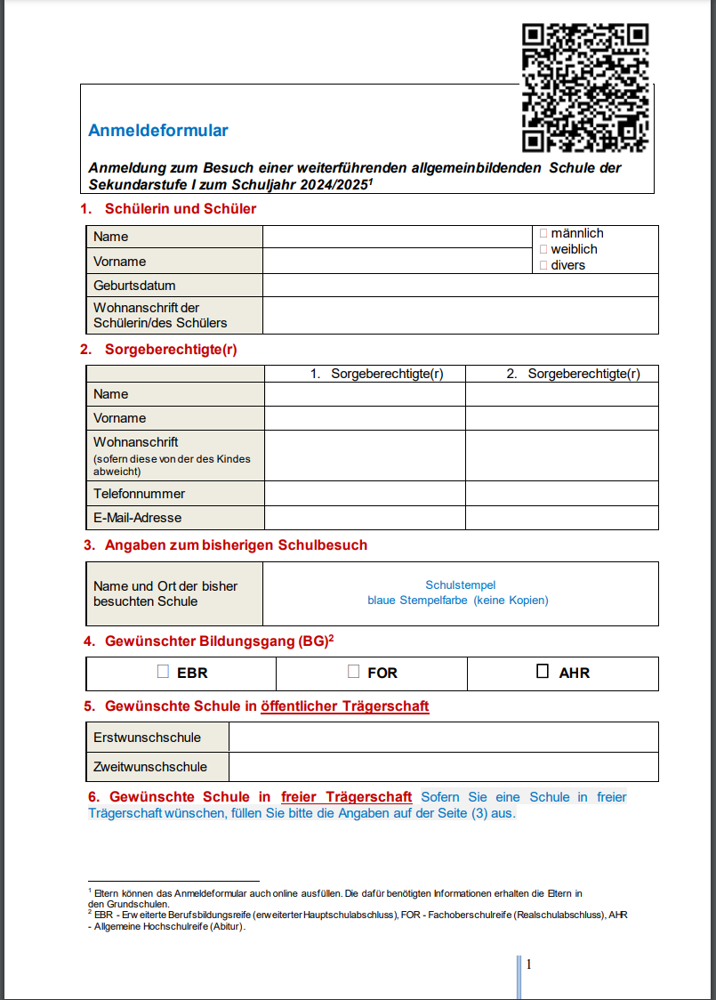 Anmeldeformular
Anmeldung zum Besuch einer weiterführenden allgemeinbildenden Schule der
Sekundarstufe I zum Schuljahr 2024/2025¹
1. Schülerin und Schüler
Name
☐ männlich
☐ weiblich
☐ divers
Vorname
Geburtsdatum
Wohnanschrift der
Schülerin/des Schülers
2. Sorgeberechtigte(r)
1. Sorgeberechtigte(r) 2. Sorgeberechtigte(r)
Name
Vorname
Wohnanschrift
(sofern diese von der des Kindes
abweicht)
Telefonnummer
E-Mail-Adresse
3. Angaben zum bisherigen Schulbesuch
Name und Ort der bisher
besuchten Schule
Schulstempel
blaue Stempelfarbe (keine Kopien)
4. Gewünschter Bildungsgang (BG)²
☐ EBR ☐ FOR ☐ AHR
5. Gewünschte Schule in öffentlicher Trägerschaft
Erstwunschschule
Zweitwunschschule
6. Gewünschte Schule in freier Trägerschaft Sofern Sie eine Schule in freier
Trägerschaft wünschen, füllen Sie bitte die Angaben auf der Seite (3) aus.
¹ Eltern können das Anmeldeformular auch online ausfüllen. Die dafür benötigten Informationen erhalten die Eltern in
den Grundschulen.
² EBR - Erweiterte Berufsbildungsreife (erweiterter Hauptschulabschluss), FOR - Fachoberschulreife (Realschulabschluss), AHR
- Allgemeine Hochschulreife (Abitur).
1